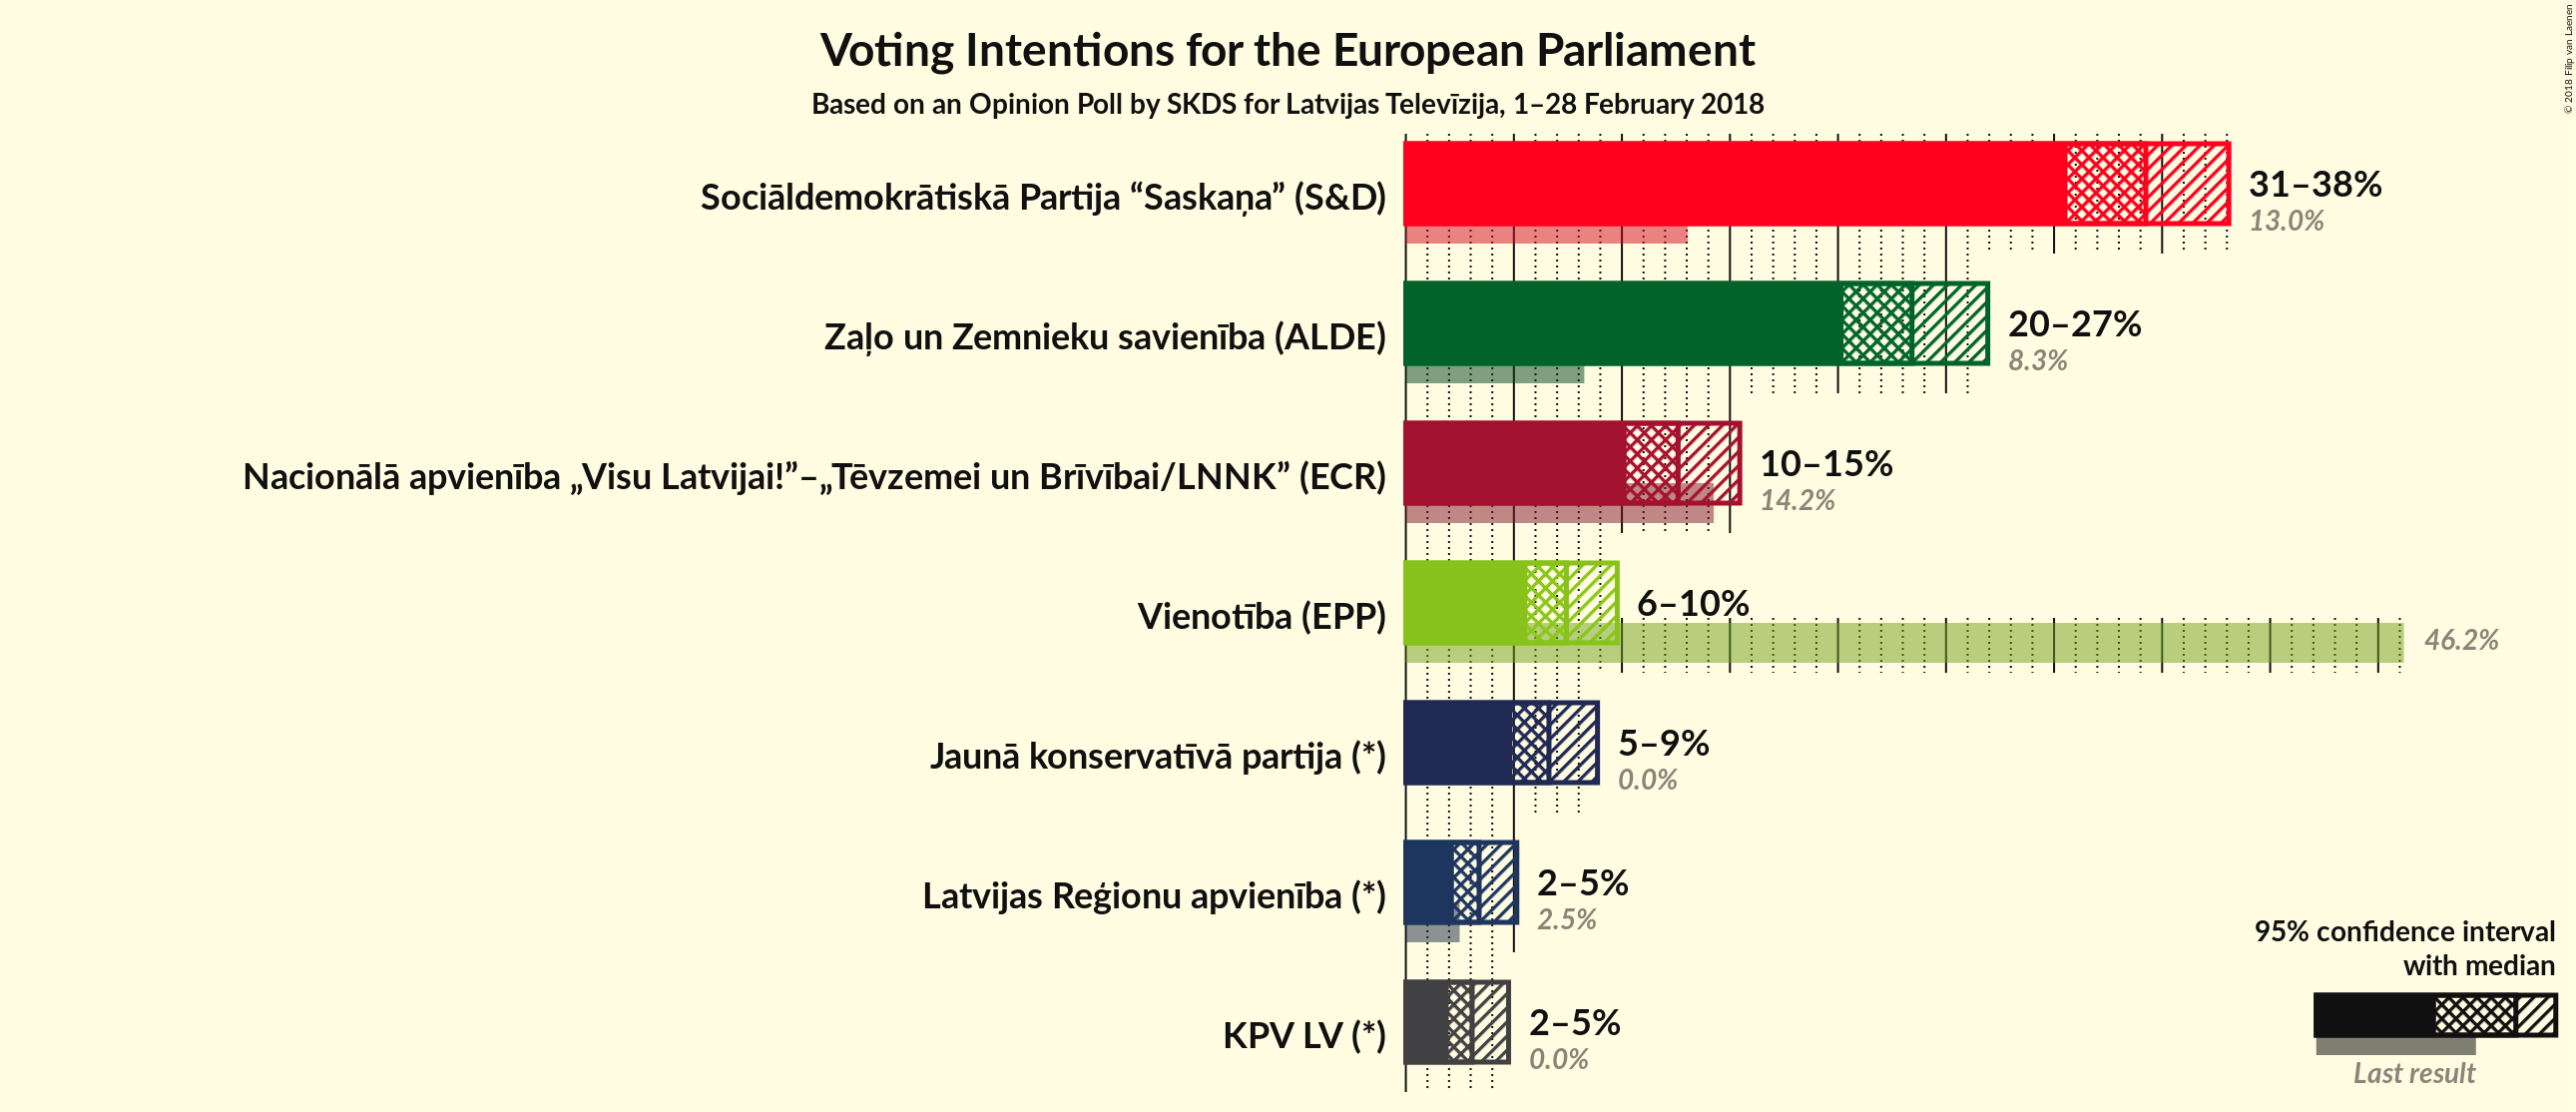 Voting Intentions for the European Parliament
Based on an Opinion Poll by SKDS for Latvijas Televīzija, 1–28 February 2018
© 2018 Filip van Laenen
Sociāldemokrātiskā Partija “Saskaņa” (S&D)
31–38%
13.0%
Zaļo un Zemnieku savienība (ALDE)
20–27%
8.3%
Nacionālā apvienība „Visu Latvijai!”–„Tēvzemei un Brīvībai/LNNK” (ECR)
10–15%
14.2%
Vienotība (EPP)
6–10%
46.2%
Jaunā konservatīvā partija (*)
5–9%
0.0%
Latvijas Reģionu apvienība (*)
2–5%
2.5%
KPV LV (*)
2–5%
0.0%
95% confidence interval
with median
Last result